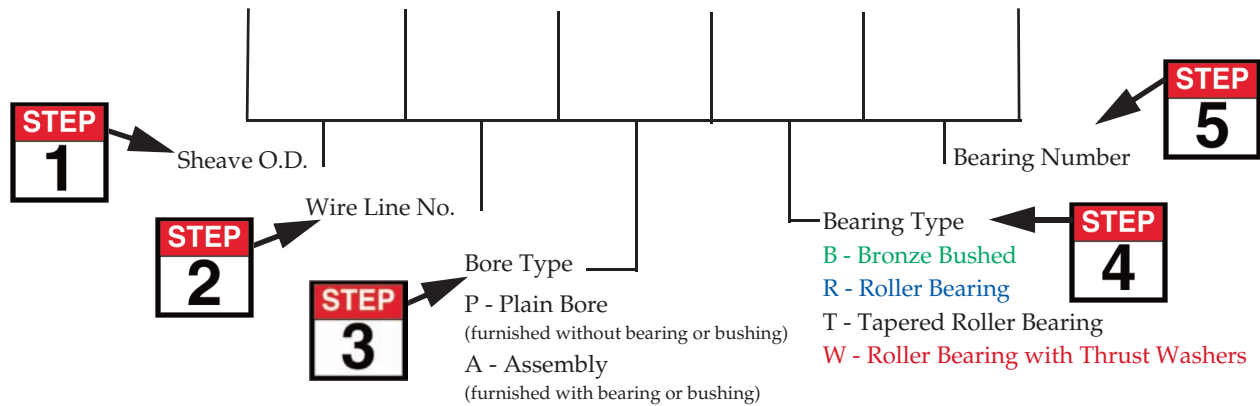 STEP
1
Sheave O.D.
STEP
2
Wire Line No.
STEP
3
Bore Type
P - Plain Bore
(furnished without bearing or bushing)
A - Assembly
(furnished with bearing or bushing)
STEP
4
Bearing Type
B - Bronze Bushed
R - Roller Bearing
T - Tapered Roller Bearing
W - Roller Bearing with Thrust Washers
STEP
5
Bearing Number